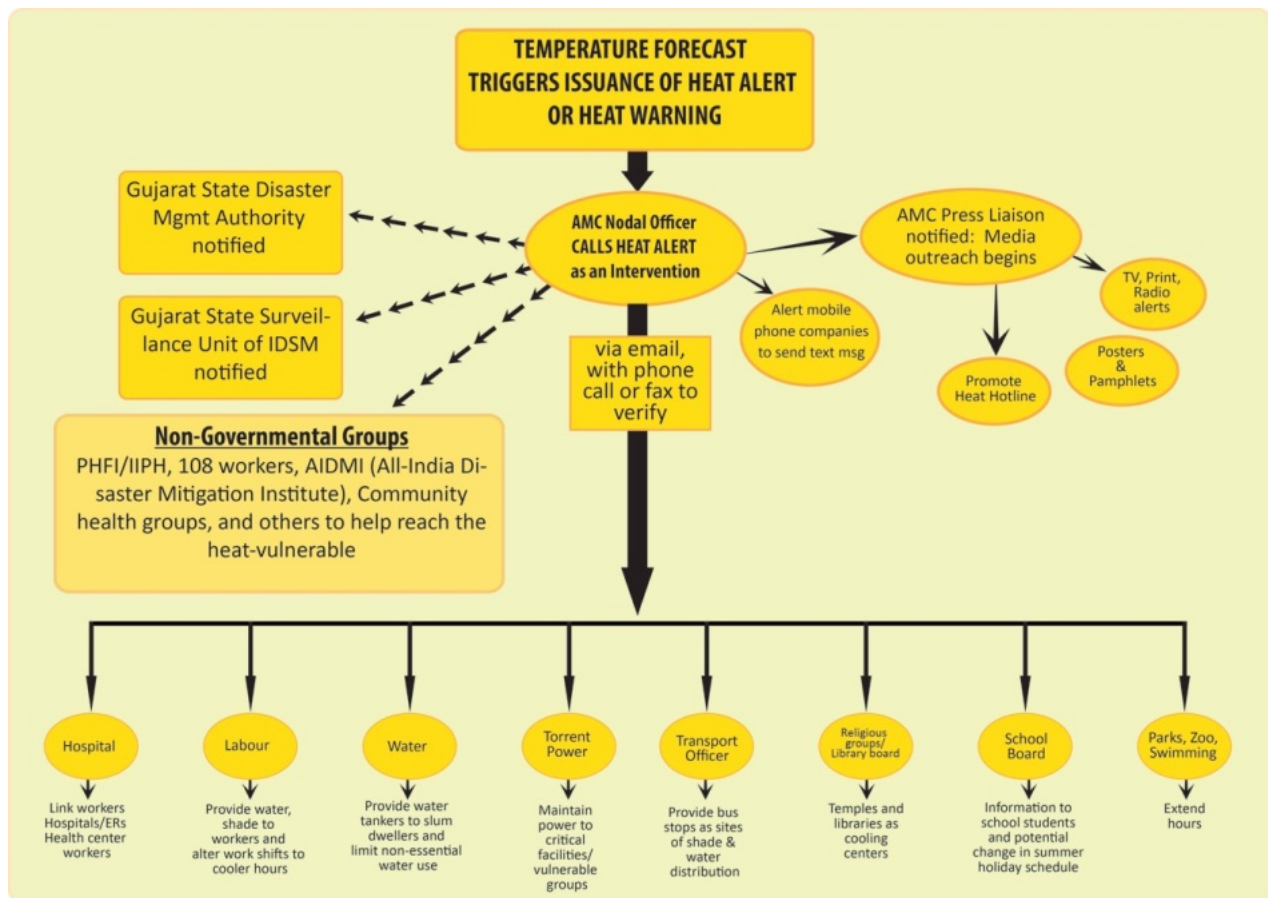 TEMPERATURE FORECAST
TRIGGERS ISSUANCE OF HEAT ALERT
OR HEAT WARNING
Gujarat State Disaster
Mgmt Authority
notified
AMC Nodal Officer
CALLS HEAT ALERT
as an Intervention
AMC Press Liaison
notified: Media
outreach begins
TV, Print,
Radio
alerts
Gujarat State Surveil-
lance Unit of IDSM
notified
Alert mobile
phone companies
to send text msg
via email,
with phone
call or fax to
verify
Posters
&
Pamphlets
Promote
Heat Hotline
Non-Governmental Groups
PHFI/IIPH, 108 workers, AIDMI (All-India Di-
saster Mitigation Institute), Community
health groups, and others to help reach the
heat-vulnerable
Hospital
Link workers
Hospitals/ERs
Health center
workers
Labour
Provide water,
shade to
workers and
alter work shifts to
cooler hours
Water
Provide water
tankers to slum
dwellers and
limit non-essential
water use
Torrent
Power
Maintain
power to
critical
facilities/
vulnerable
groups
Transport
Officer
Provide bus
stops as sites
of shade &
water
distribution
Religious
groups/
Library board
Temples and
libraries as
cooling
centers
School
Board
Information to
school students
and potential
change in summer
holiday schedule
Parks, Zoo,
Swimming
Extend
hours